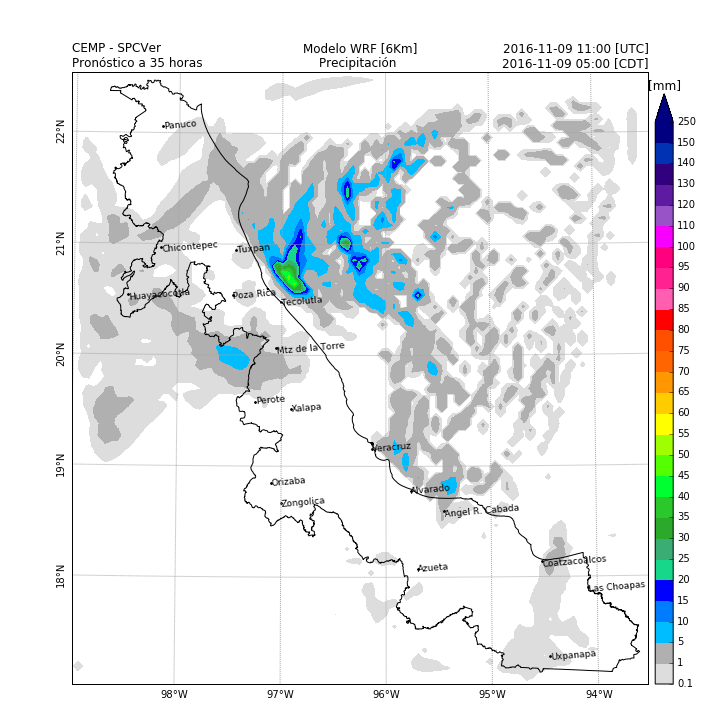 CEMP - SPCVer Modelo WRF [6Km] 2016-11-09 11:00 [UTC]
Pronóstico a 35 horas Precipitación 2016-11-09 05:00 [CDT]
[mm]
250
150
140
130
120
110
100
95
90
85
80
75
70
65
60
55
50
45
40
35
30
25
20
15
10
5
1
0.1
22°N
21°N
20°N
19°N
18°N
Panuco
Chicontepec
Tuxpan
Huayacocotla
Poza Rica
Tecolutla
Mtz de la Torre
Perote
Xalapa
Veracruz
Orizaba
Alvarado
Zongolica
Angel R. Cabada
Azueta
Coatzacoalcos
Las Choapas
Uxpanapa
98°W 97°W 96°W 95°W 94°W